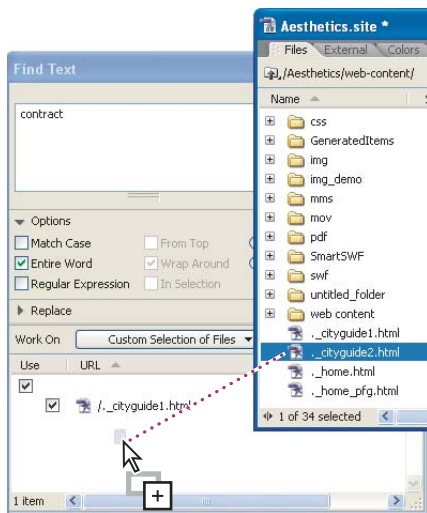 Aesthetics.site *
Files External Colors
/Aesthetics/web-content/
Name
css
GeneratedItems
img
img_demo
mms
mov
pdf
SmartSWF
swf
untitled_folder
web content
._cityguide1.html
._cityguide2.html
._home.html
._home_pfg.html
1 of 34 selected
Find Text
contract
Options
Match Case From Top
Entire Word Wrap Around
Regular Expression In Selection
Replace
Work On Custom Selection of Files
Use URL
/._cityguide1.html
1 item